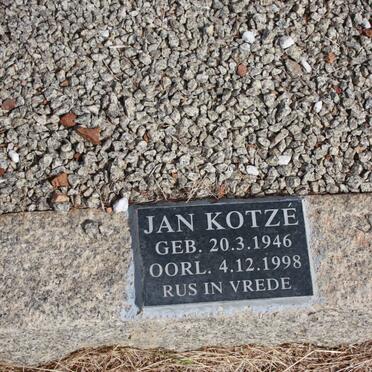 JAN KOTZÉ
GEB. 20.3.1946
OORL. 4.12.1998
RUS IN VREDE